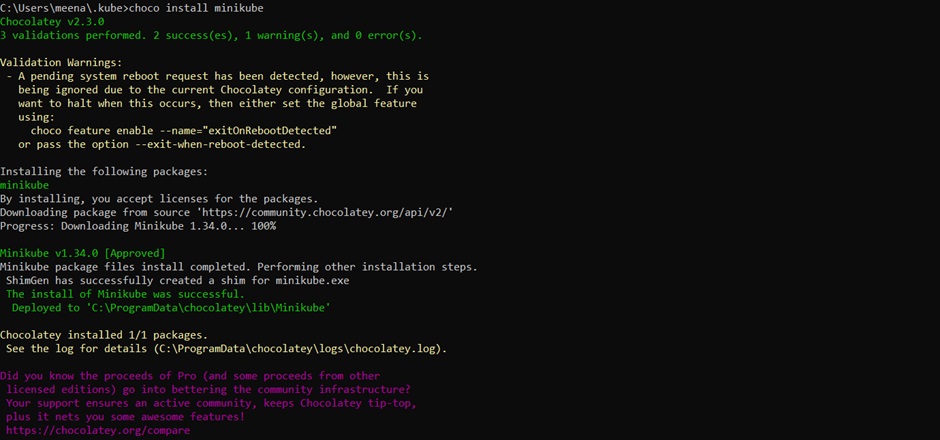 C:\Users\meena\.kube>choco install minikube
Chocolatey v2.3.0
3 validations performed. 2 success(es), 1 warning(s), and 0 error(s).

Validation Warnings:
 - A pending system reboot request has been detected, however, this is
   being ignored due to the current Chocolatey configuration.  If you
   want to halt when this occurs, then either set the global feature
   using:
     choco feature enable --name="exitOnRebootDetected"
   or pass the option --exit-when-reboot-detected.

Installing the following packages:
minikube
By installing, you accept licenses for the packages.
Downloading package from source 'https://community.chocolatey.org/api/v2/'
Progress: Downloading Minikube 1.34.0... 100%

Minikube v1.34.0 [Approved]
Minikube package files install completed. Performing other installation steps.
 ShimGen has successfully created a shim for minikube.exe
 The install of Minikube was successful.
  Deployed to 'C:\ProgramData\chocolatey\lib\Minikube'

Chocolatey installed 1/1 packages.
 See the log for details (C:\ProgramData\chocolatey\logs\chocolatey.log).

Did you know the proceeds of Pro (and some proceeds from other
 licensed editions) go into bettering the community infrastructure?
 Your support ensures an active community, keeps Chocolatey tip-top,
 plus it nets you some awesome features!
 https://chocolatey.org/compare